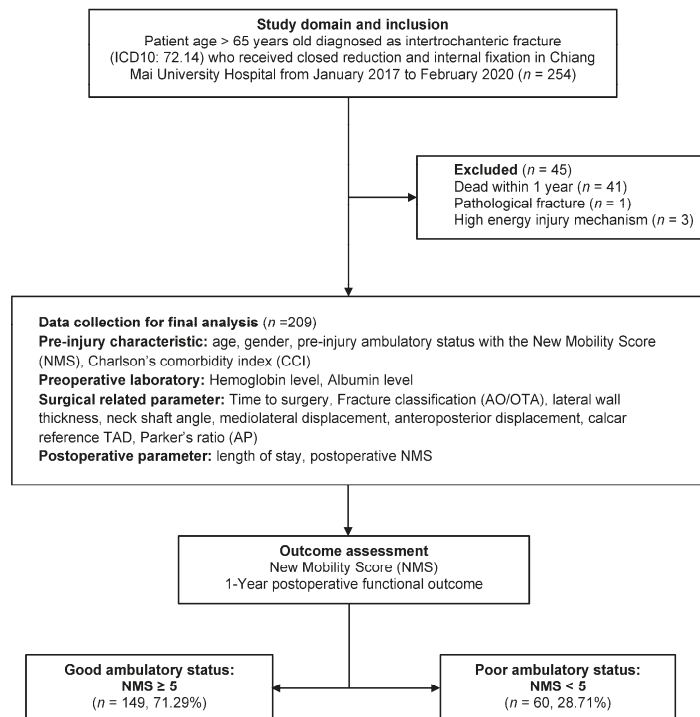 Study domain and inclusion
Patient age > 65 years old diagnosed as intertrochanteric fracture
(ICD10: 72.14) who received closed reduction and internal fixation in Chiang
Mai University Hospital from January 2017 to February 2020 (n = 254)
Excluded (n = 45)
Dead within 1 year (n = 41)
Pathological fracture (n = 1)
High energy injury mechanism (n = 3)
Data collection for final analysis (n =209)
Pre-injury characteristic: age, gender, pre-injury ambulatory status with the New Mobility Score
(NMS), Charlson's comorbidity index (CCI)
Preoperative laboratory: Hemoglobin level, Albumin level
Surgical related parameter: Time to surgery, Fracture classification (AO/OTA), lateral wall
thickness, neck shaft angle, mediolateral displacement, anteroposterior displacement, calcar
reference TAD, Parker's ratio (AP)
Postoperative parameter: length of stay, postoperative NMS
Outcome assessment
New Mobility Score (NMS)
1-Year postoperative functional outcome
Good ambulatory status:
NMS ≥ 5
(n = 149, 71.29%)
Poor ambulatory status:
NMS < 5
(n = 60, 28.71%)